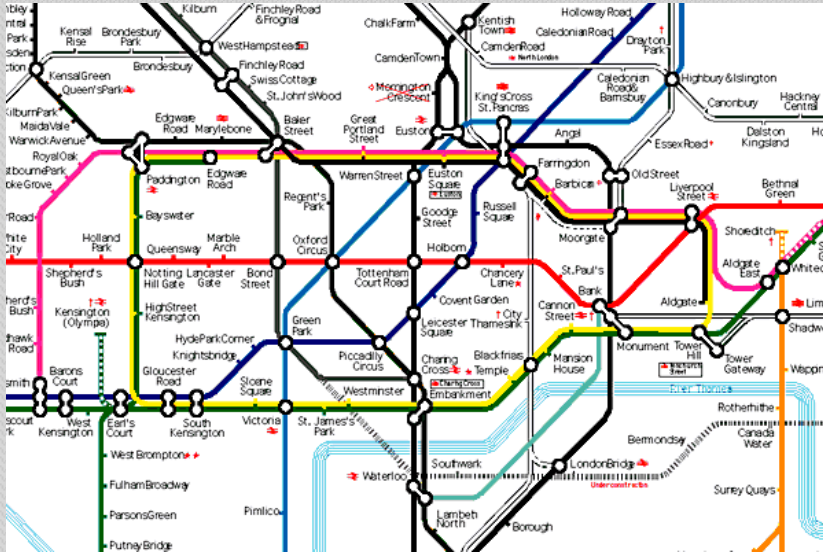 Kilburn
Finchley Road
& Frognal
Chalk Farm
Kentish
Town
Holloway Road
Caledonian Road
Drayton
Park
Kensal
Rise
Brondesbury
Park
West Hampstead
Camden Town
Camden Road
North London
Brondesbury
Finchley Road
Swiss Cottage
St. John's Wood
Kensal Green
Queen's Park
Mornington
Crescent
King's Cross
St. Pancras
Caledonian
Road &
Barnsbury
Highbury & Islington
Canonbury
Hackney
Central
Kilburn Park
Maida Vale
Warwick Avenue
Royal Oak
Edgware
Road
Marylebone
Baker
Street
Great
Portland
Street
Euston
Angel
Dalston
Kingsland
Essex Road
Paddington
Edgware
Road
Warren Street
Euston
Square
Euston
Farringdon
Barbican
Old Street
Liverpool
Street
Bethnal
Green
Bayswater
Regent's
Park
Goodge
Street
Russell
Square
Moorgate
Shoreditch
Holland
Park
Queensway
Marble
Arch
Oxford
Circus
Holborn
Aldgate
East
Shepherd's
Bush
Notting
Hill Gate
Lancaster
Gate
Bond
Street
Tottenham
Court Road
Chancery
Lane
St. Paul's
Bank
Aldgate
Kensington
(Olympia)
High Street
Kensington
Green
Park
Covent Garden
Leicester
Square
City
Thameslink
Cannon
Street
Hyde Park Corner
Knightsbridge
Piccadilly
Circus
Charing
Cross
Charing Cross
Blackfriars
Temple
Mansion
House
Monument
Tower
Hill
Fenchurch
Street
Tower
Gateway
Barons
Court
Gloucester
Road
Sloane
Square
Westminster
Embankment
River Thames
West
Kensington
Earl's
Court
South
Kensington
Victoria
St. James's
Park
Rotherhithe
Canada
Water
West Brompton
Waterloo
Southwark
London Bridge
Bermondsey
Under construction
Fulham Broadway
Surrey Quays
Parsons Green
Pimlico
Lambeth
North
Borough
Putney Bridge